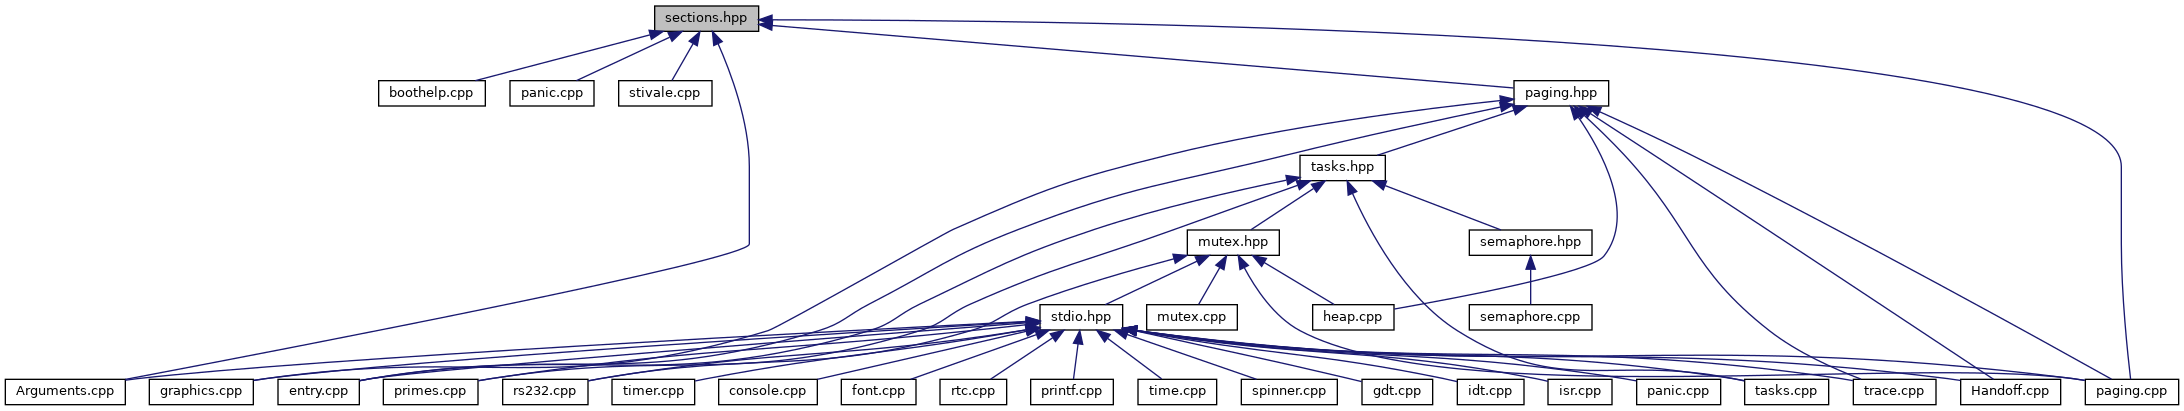 sections.hpp
boothelp.cpp
panic.cpp
stivale.cpp
paging.hpp
tasks.hpp
mutex.hpp
semaphore.hpp
stdio.hpp
mutex.cpp
heap.cpp
semaphore.cpp
Arguments.cpp
graphics.cpp
entry.cpp
primes.cpp
rs232.cpp
timer.cpp
console.cpp
font.cpp
rtc.cpp
printf.cpp
time.cpp
spinner.cpp
gdt.cpp
idt.cpp
isr.cpp
panic.cpp
tasks.cpp
trace.cpp
Handoff.cpp
paging.cpp